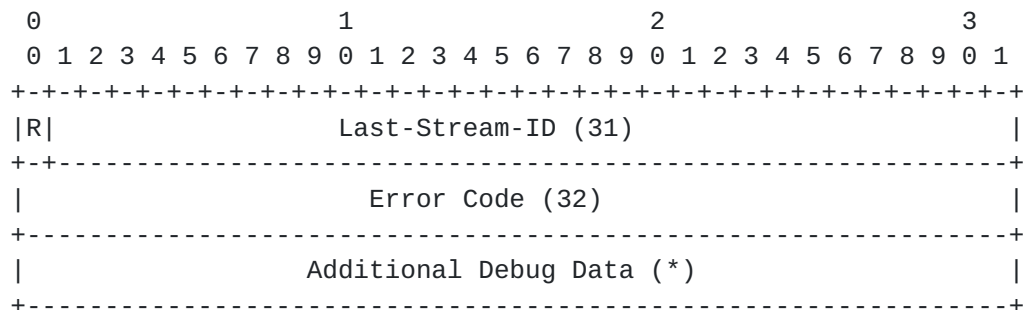 0                   1                   2                   3
 0 1 2 3 4 5 6 7 8 9 0 1 2 3 4 5 6 7 8 9 0 1 2 3 4 5 6 7 8 9 0 1
+-+-+-+-+-+-+-+-+-+-+-+-+-+-+-+-+-+-+-+-+-+-+-+-+-+-+-+-+-+-+-+-+
|R|                  Last-Stream-ID (31)                        |
+-+-------------------------------------------------------------+
|                      Error Code (32)                          |
+---------------------------------------------------------------+
|                  Additional Debug Data (*)                    |
+---------------------------------------------------------------+